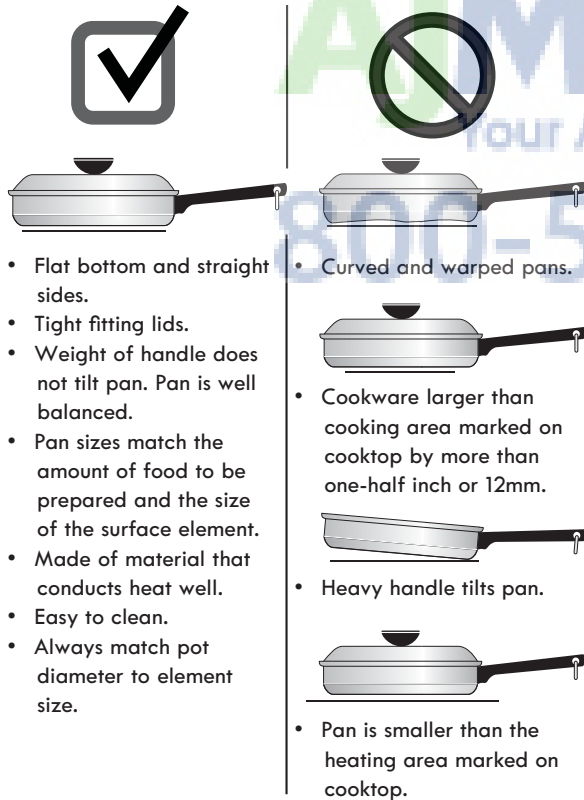 AJM
Your
800-5
• Flat bottom and straight
sides.
• Tight fitting lids.
• Weight of handle does
not tilt pan. Pan is well
balanced.
• Pan sizes match the
amount of food to be
prepared and the size
of the surface element.
• Made of material that
conducts heat well.
• Easy to clean.
• Always match pot
diameter to element
size.
• Curved and warped pans.
• Cookware larger than
cooking area marked on
cooktop by more than
one-half inch or 12mm.
• Heavy handle tilts pan.
• Pan is smaller than the
heating area marked on
cooktop.